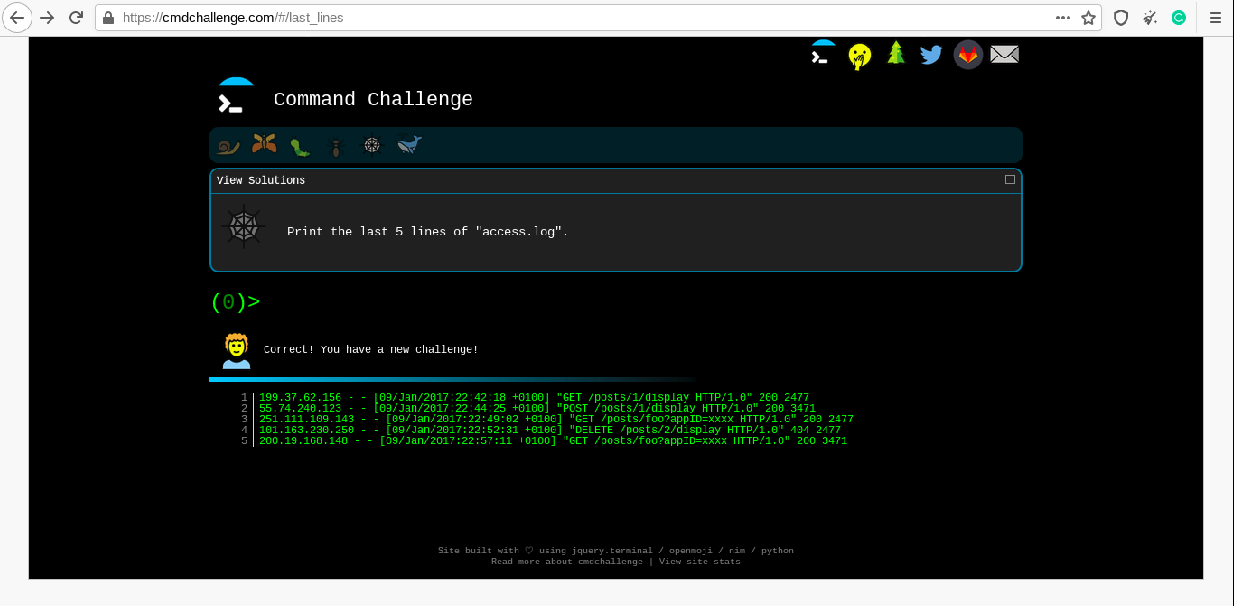 https://cmdchallenge.com/#/last_lines
Command Challenge
View Solutions
Print the last 5 lines of "access.log".
(0)>
Correct! You have a new challenge!
1 199.37.62.156 - - [09/Jan/2017:22:42:18 +0100] "GET /posts/1/display HTTP/1.0" 200 2477
2 55.74.240.123 - - [09/Jan/2017:22:44:25 +0100] "POST /posts/1/display HTTP/1.0" 200 3471
3 251.111.109.143 - - [09/Jan/2017:22:49:02 +0100] "GET /posts/foo?appID=xxxx HTTP/1.0" 200 2477
4 101.163.230.250 - - [09/Jan/2017:22:52:31 +0100] "DELETE /posts/2/display HTTP/1.0" 404 2477
5 200.19.168.148 - - [09/Jan/2017:22:57:11 +0100] "GET /posts/foo?appID=xxxx HTTP/1.0" 200 3471
Site built with ♡ using jquery.terminal / openmoji / nim / python
Read more about cmdchallenge | View site stats